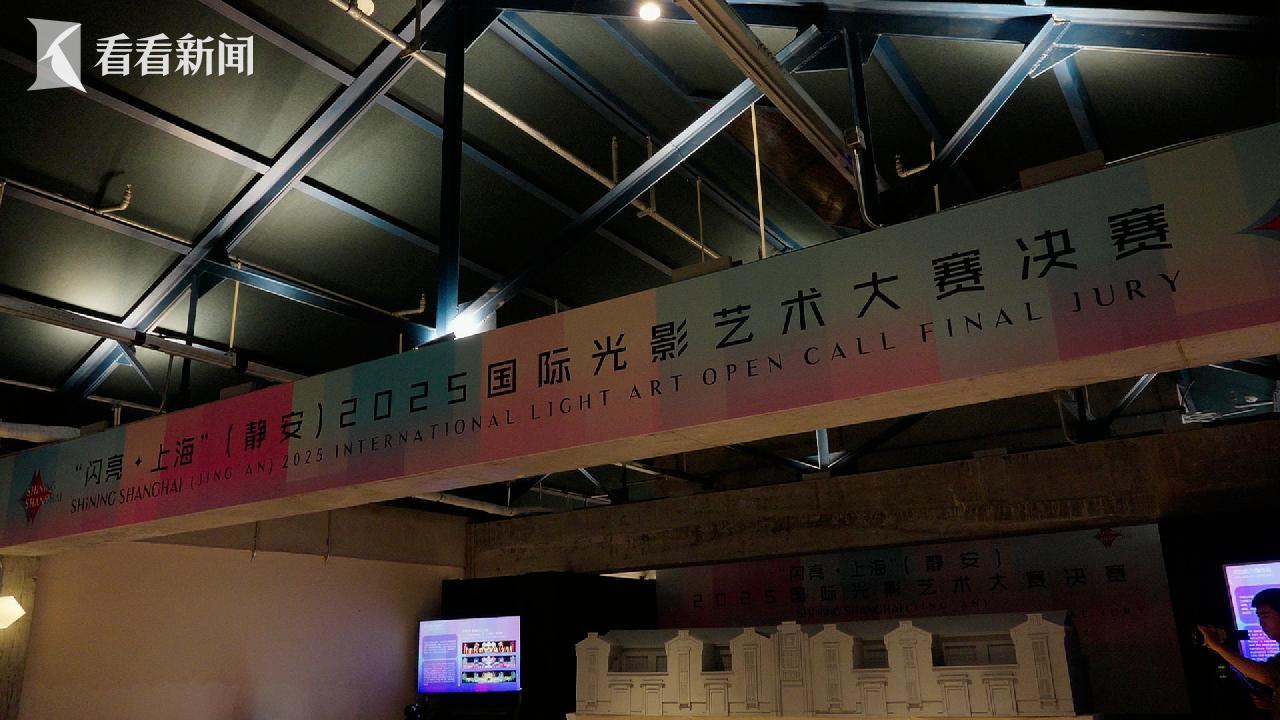 看看新闻
“闪亮·上海”(静安)2025国际光影艺术大赛决赛
SHINING SHANGHAI (JING'AN) 2025 INTERNATIONAL LIGHT ART OPEN CALL FINAL JURY
SHINING
SHANGHAI
“闪亮·上海”(静安)
2025国际光影艺术大赛决赛